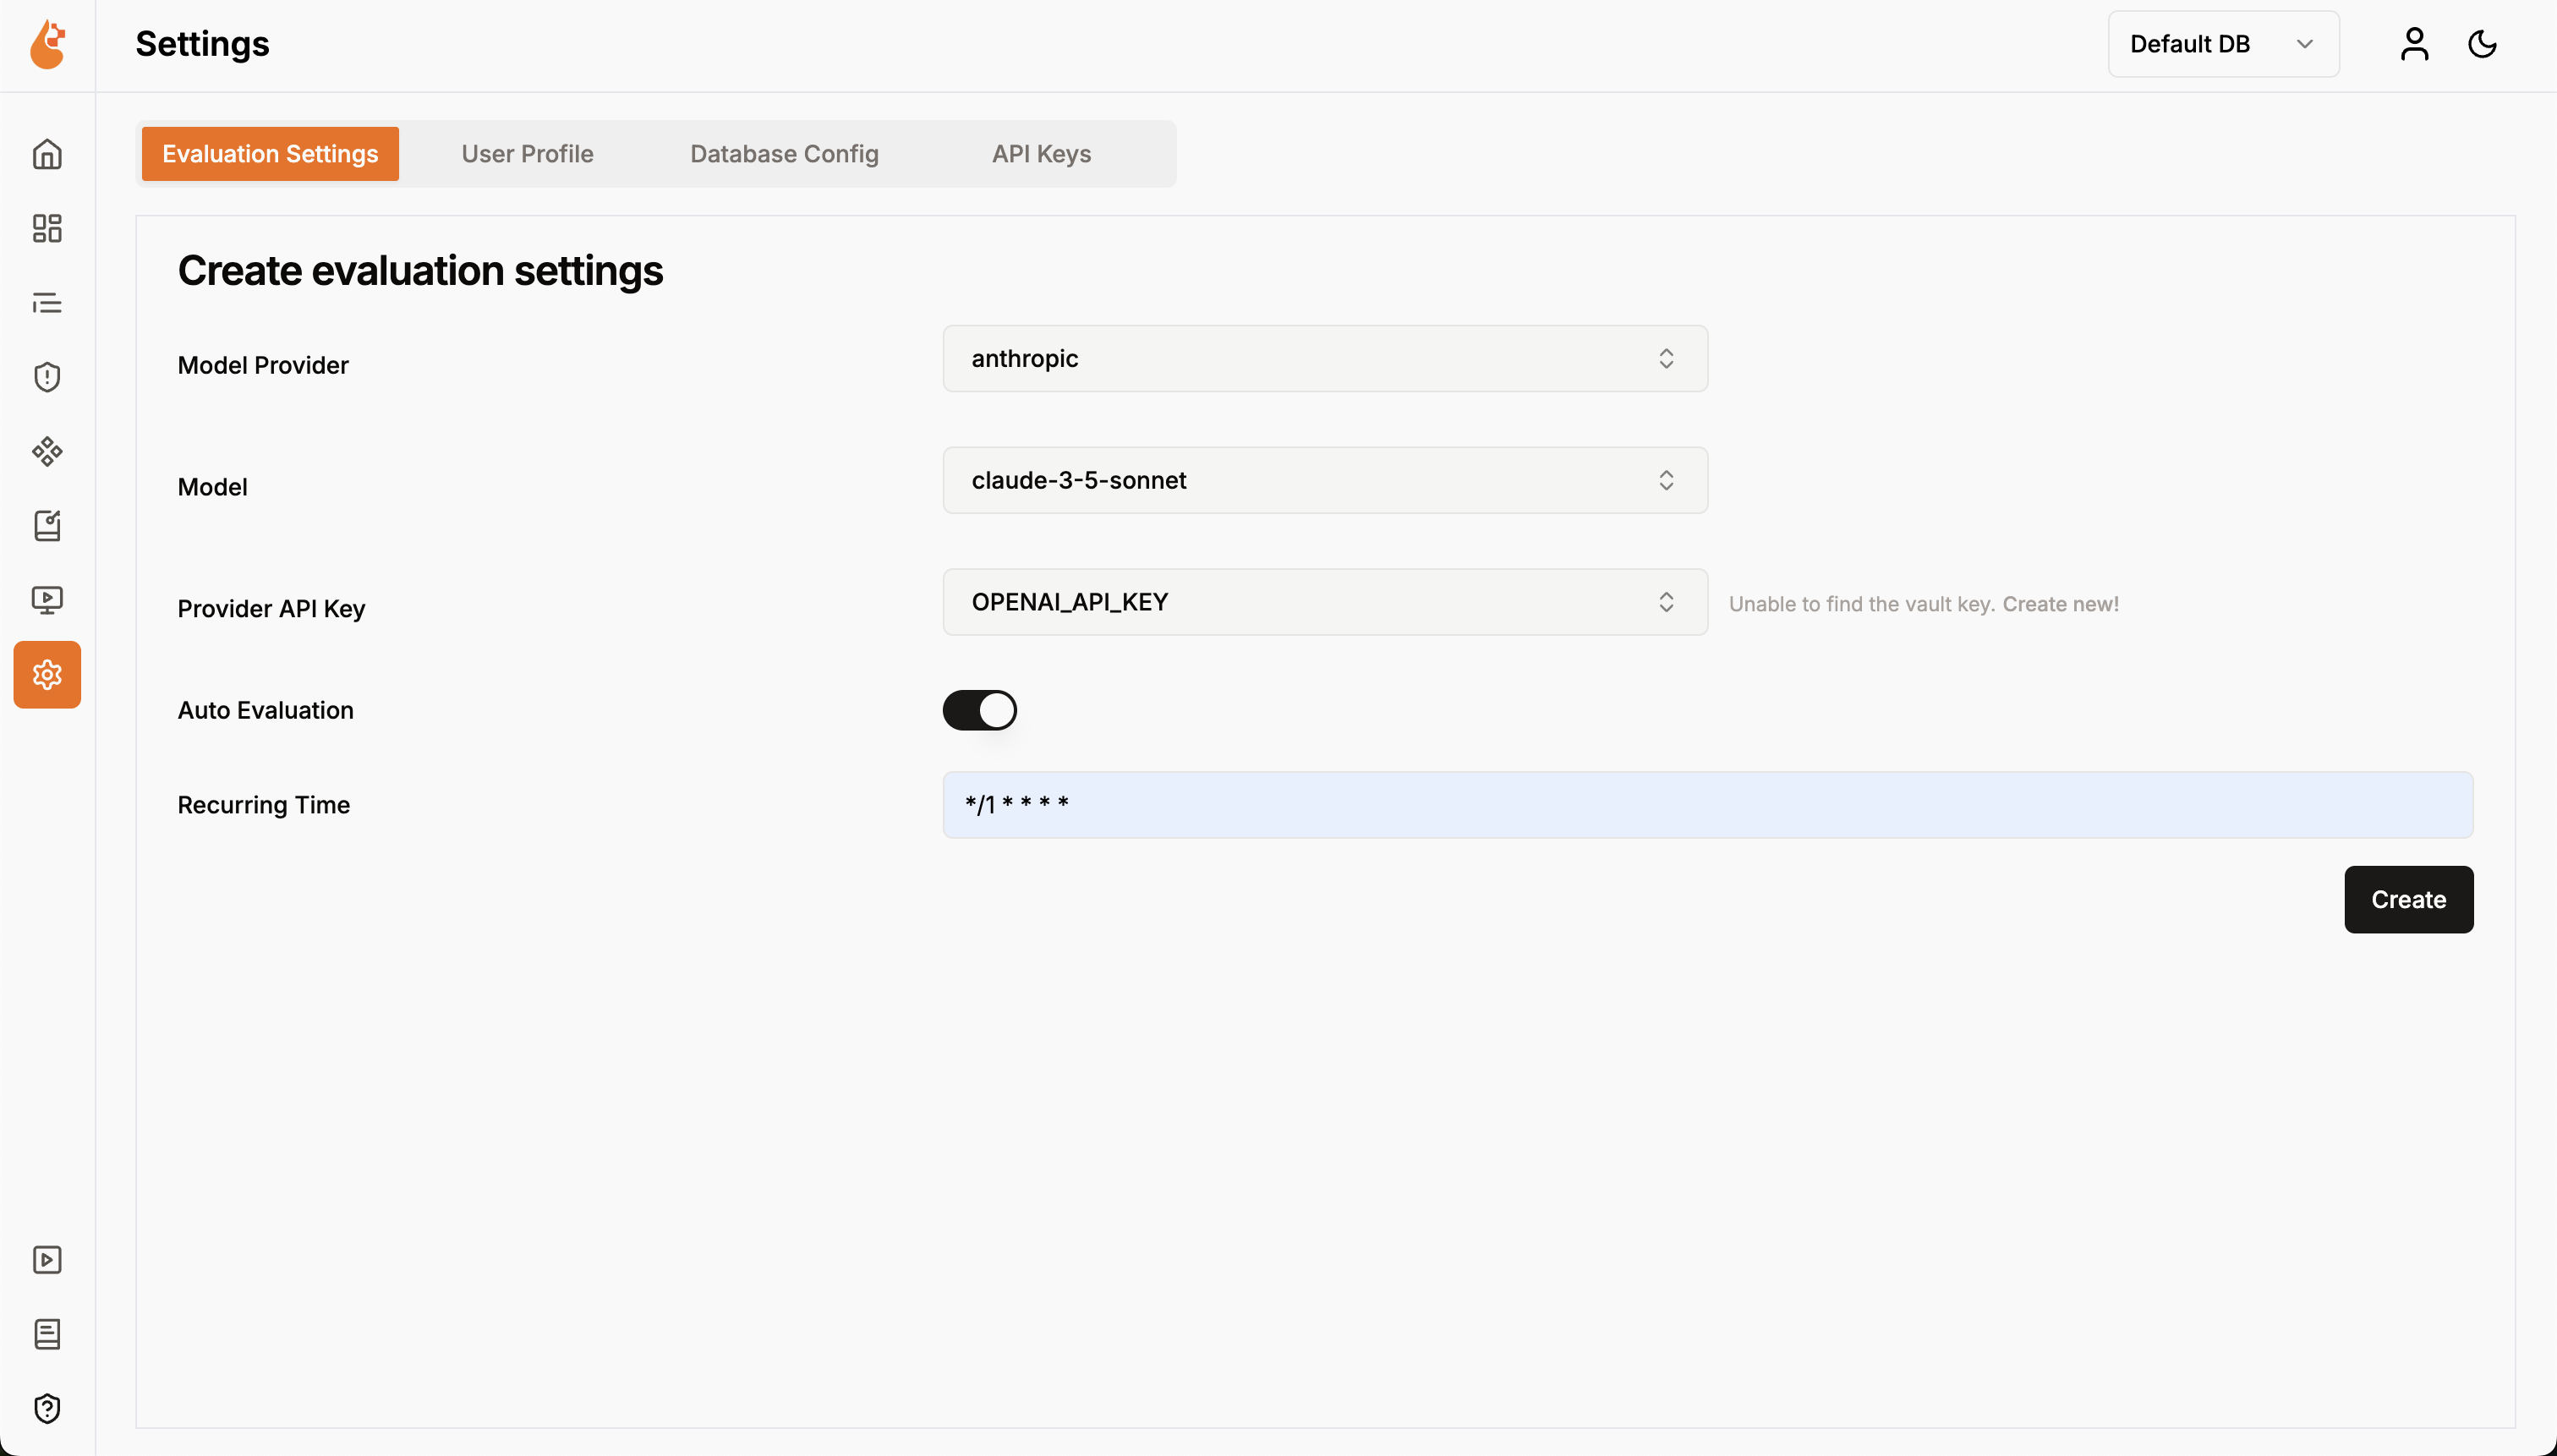 Settings
Default DB
Evaluation Settings
User Profile
Database Config
API Keys
Create evaluation settings
Model Provider
anthropic
Model
claude-3-5-sonnet
Provider API Key
OPENAI_API_KEY
Unable to find the vault key. Create new!
Auto Evaluation
Recurring Time
*/1 * * * *
Create